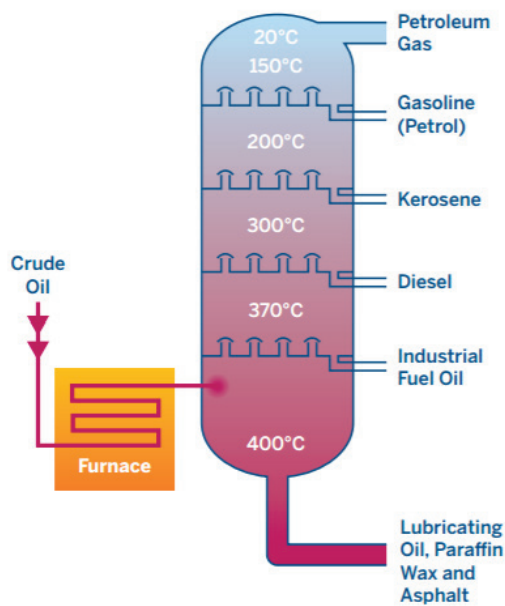 20°C
Petroleum
Gas
150°C
Gasoline
(Petrol)
200°C
Kerosene
300°C
Crude
Oil
Diesel
370°C
Industrial
Fuel Oil
400°C
Furnace
Lubricating
Oil, Paraffin
Wax and
Asphalt